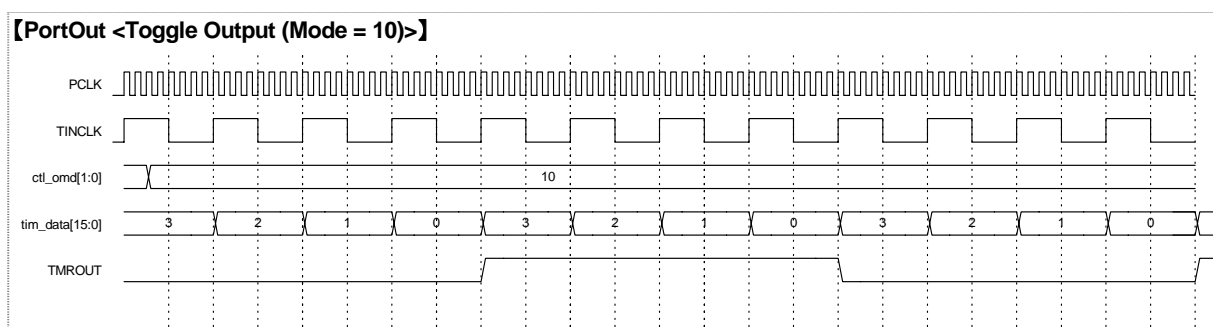 【PortOut <Toggle Output (Mode = 10)>】
PCLK
TINCLK
ctl_omd[1:0] 10
tim_data[15:0] 3 2 1 0 3 2 1 0 3 2 1 0
TMROUT